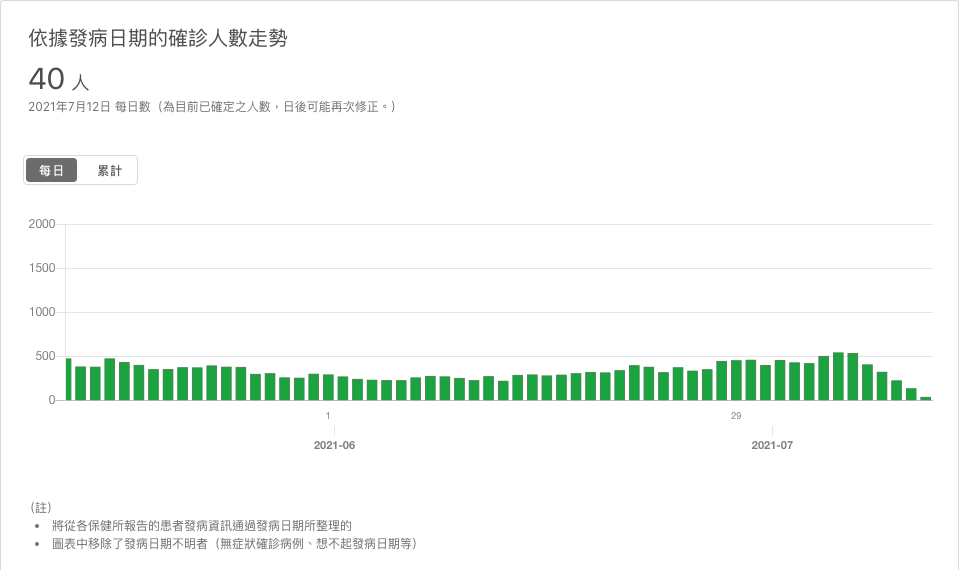 依據發病日期的確診人數走勢
40 人
2021年7月12日 每日數（為目前已確定之人數，日後可能再次修正。）
每日 累計
2000
1500
1000
500
0
1 29
2021-06 2021-07
（註）
• 將從各保健所報告的患者發病資訊通過發病日期所整理的
• 圖表中移除了發病日期不明者（無症狀確診病例、想不起發病日期等）